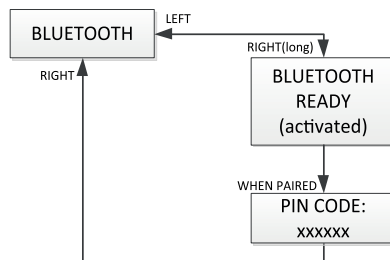 LEFT
BLUETOOTH
RIGHT(long)
RIGHT
BLUETOOTH
READY
(activated)
WHEN PAIRED
PIN CODE:
xxxxxx